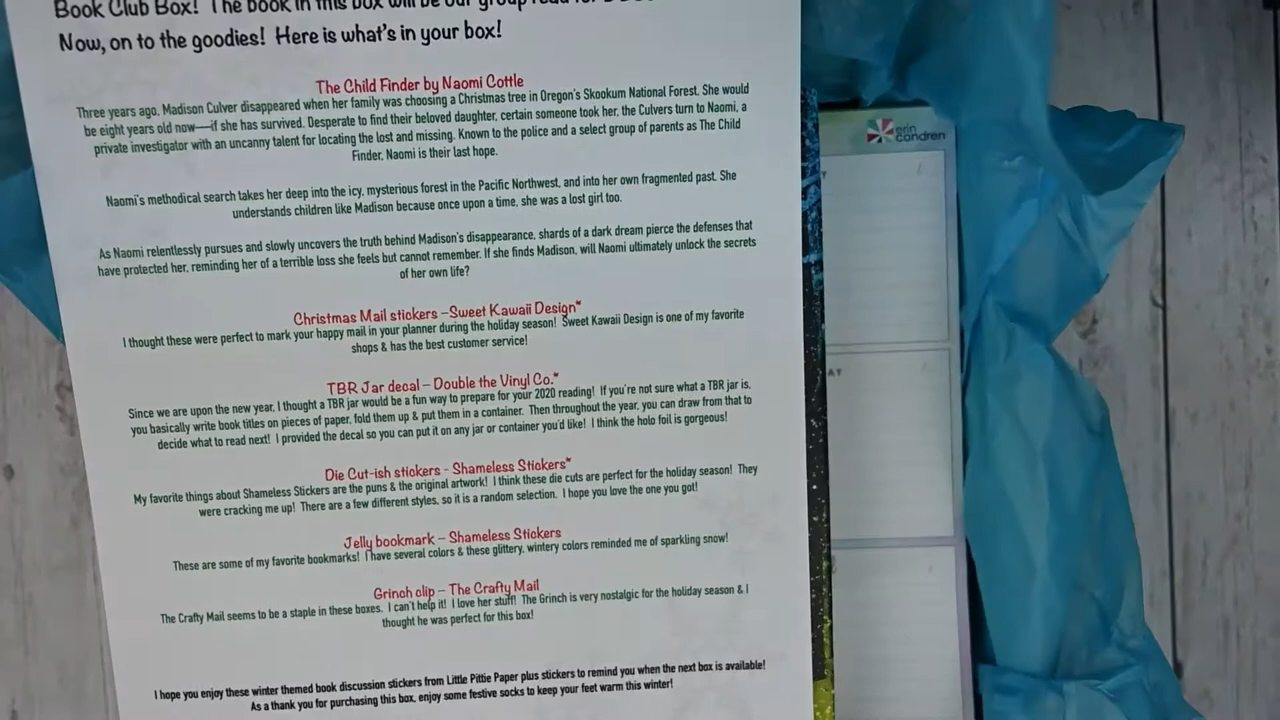 Book Club Box! The book in this box will be our group read for
Now, on to the goodies! Here is what's in your box!
The Child Finder by Naomi Cottle
Three years ago, Madison Culver disappeared when her family was choosing a Christmas tree in Oregon's Skookum National Forest. She would
be eight years old now—if she has survived. Desperate to find their beloved daughter, certain someone took her, the Culvers turn to Naomi, a
private investigator with an uncanny talent for locating the lost and missing. Known to the police and a select group of parents as The Child
Finder, Naomi is their last hope.
Naomi's methodical search takes her deep into the icy, mysterious forest in the Pacific Northwest, and into her own fragmented past. She
understands children like Madison because once upon a time, she was a lost girl too.
As Naomi relentlessly pursues and slowly uncovers the truth behind Madison's disappearance, shards of a dark dream pierce the defenses that
have protected her, reminding her of a terrible loss she feels but cannot remember. If she finds Madison, will Naomi ultimately unlock the secrets
of her own life?
Christmas Mail stickers –Sweet Kawaii Design*
I thought these were perfect to mark your happy mail in your planner during the holiday season! Sweet Kawaii Design is one of my favorite
shops & has the best customer service!
TBR Jar decal – Double the Vinyl Co.*
Since we are upon the new year, I thought a TBR jar would be a fun way to prepare for your 2020 reading! If you're not sure what a TBR jar is,
you basically write book titles on pieces of paper, fold them up & put them in a container. Then throughout the year, you can draw from that to
decide what to read next! I provided the decal so you can put it on any jar or container you'd like! I think the holo foil is gorgeous!
Die Cut-ish stickers - Shameless Stickers*
My favorite things about Shameless Stickers are the puns & the original artwork! I think these die cuts are perfect for the holiday season! They
were cracking me up! There are a few different styles, so it is a random selection. I hope you love the one you got!
Jelly bookmark – Shameless Stickers
These are some of my favorite bookmarks! I have several colors & these glittery, wintery colors reminded me of sparkling snow!
Grinch clip – The Crafty Mail
The Crafty Mail seems to be a staple in these boxes. I can't help it! I love her stuff! The Grinch is very nostalgic for the holiday season & I
thought he was perfect for this box!
I hope you enjoy these winter themed book discussion stickers from Little Pittie Paper plus stickers to remind you when the next box is available!
As a thank you for purchasing this box, enjoy some festive socks to keep your feet warm this winter!
erin
condren
Y
AY